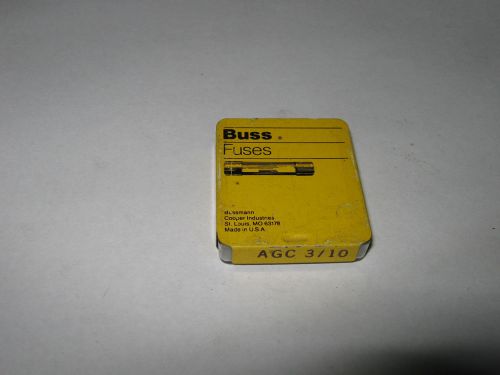 Buss
Fuses
Bussmann
Cooper Industries
St. Louis, MO 63178
Made in U.S.A.
AGC 3/10